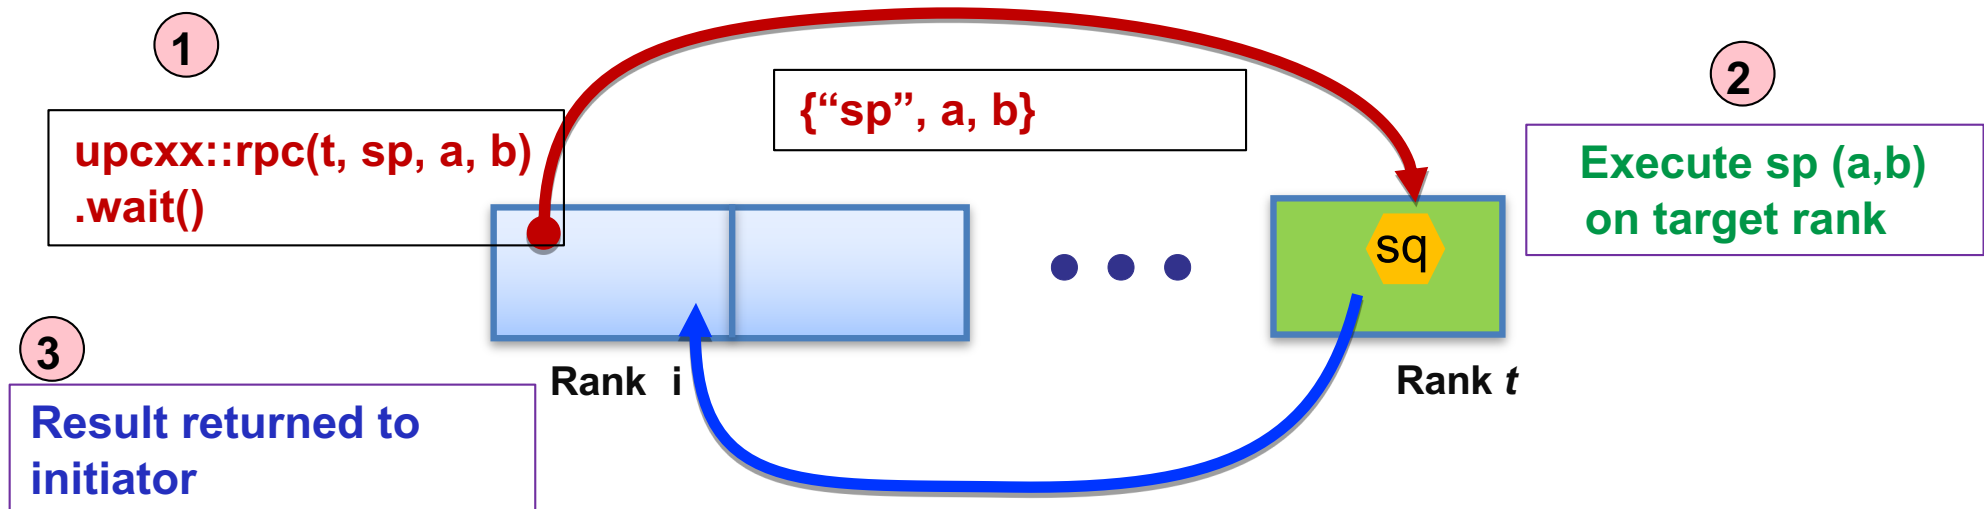 1
upcxx::rpc(t, sp, a, b)
.wait()
{“sp”, a, b}
2
Execute sp (a,b)
on target rank
sq
Rank i
Rank t
3
Result returned to
initiator